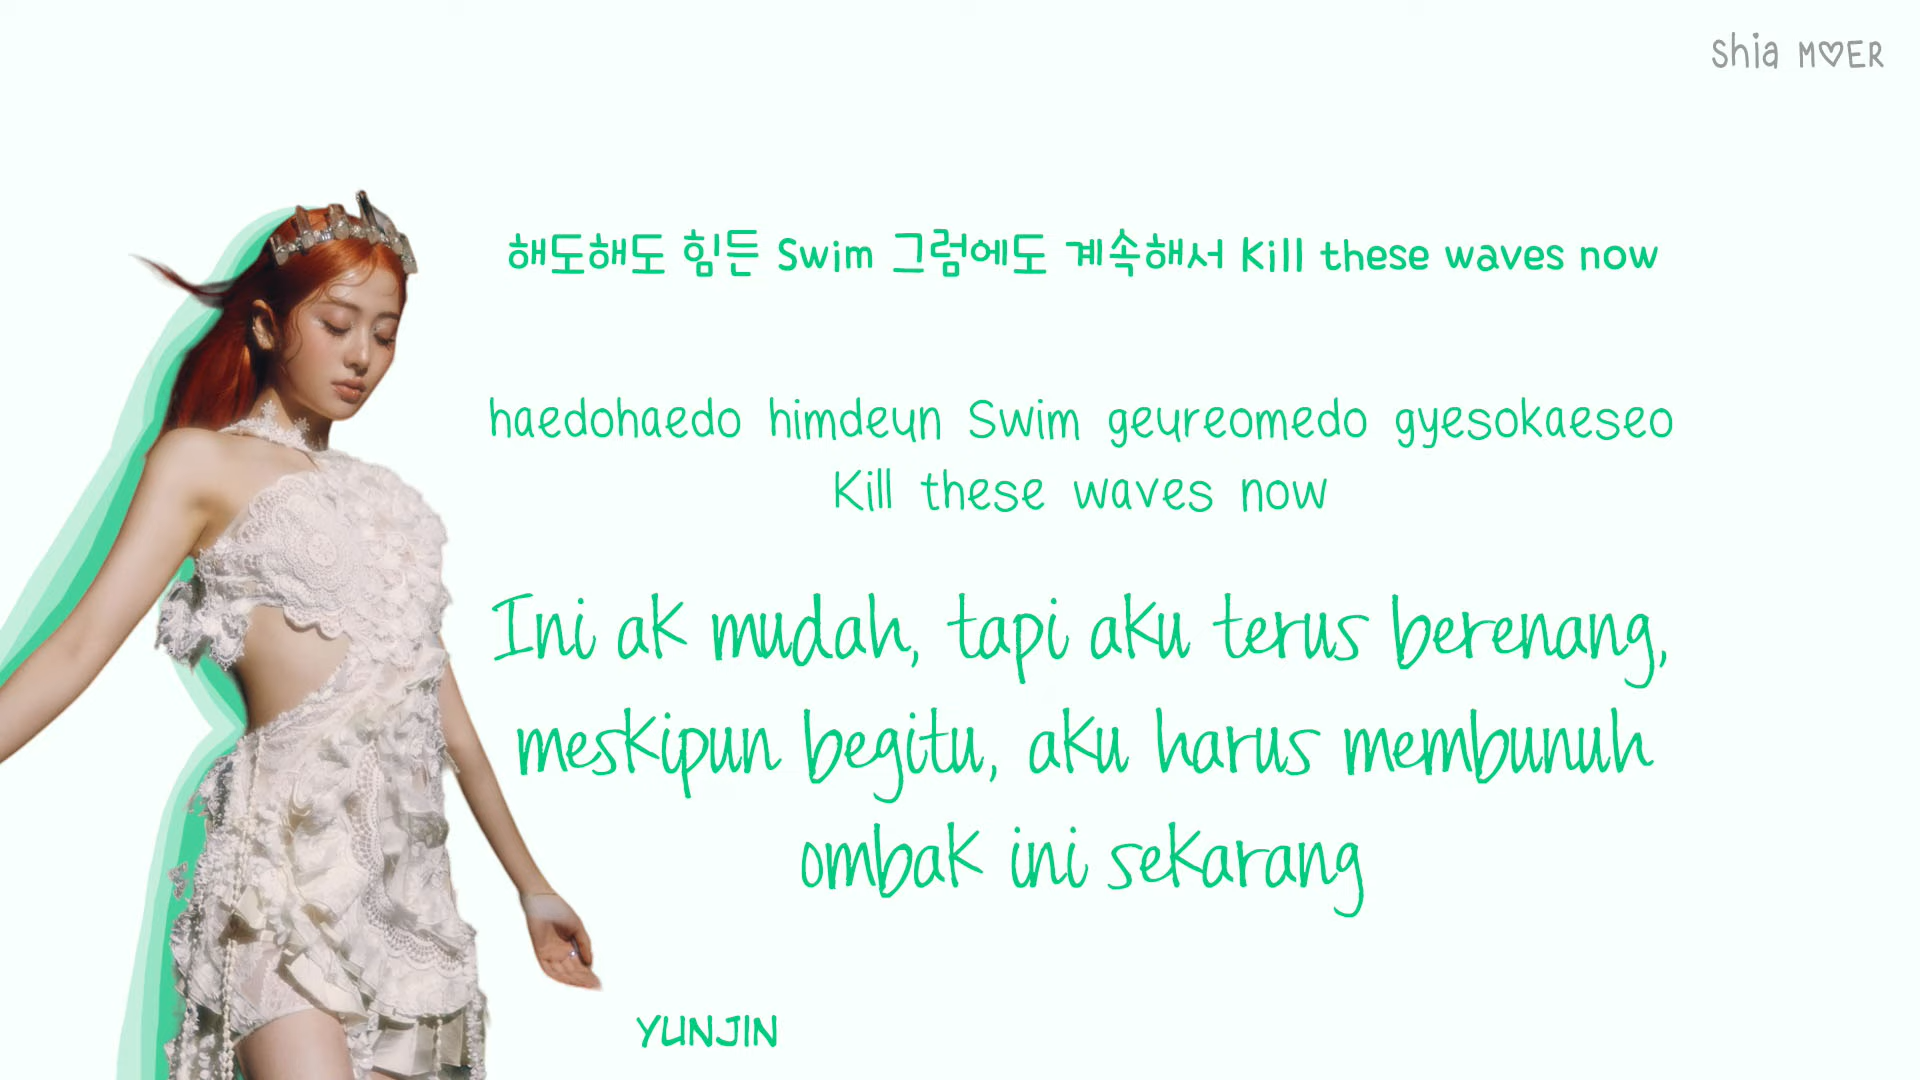 Shia M♡ER
해도해도 힘든 Swim 그럼에도 계속해서 Kill these waves now
haedohaedo himdeun Swim geureomedo gyesokaeseo
Kill these waves now
Ini ak mudah, tapi aku terus berenang,
meskipun begitu, aku harus membunuh
ombak ini sekarang
YUNJIN